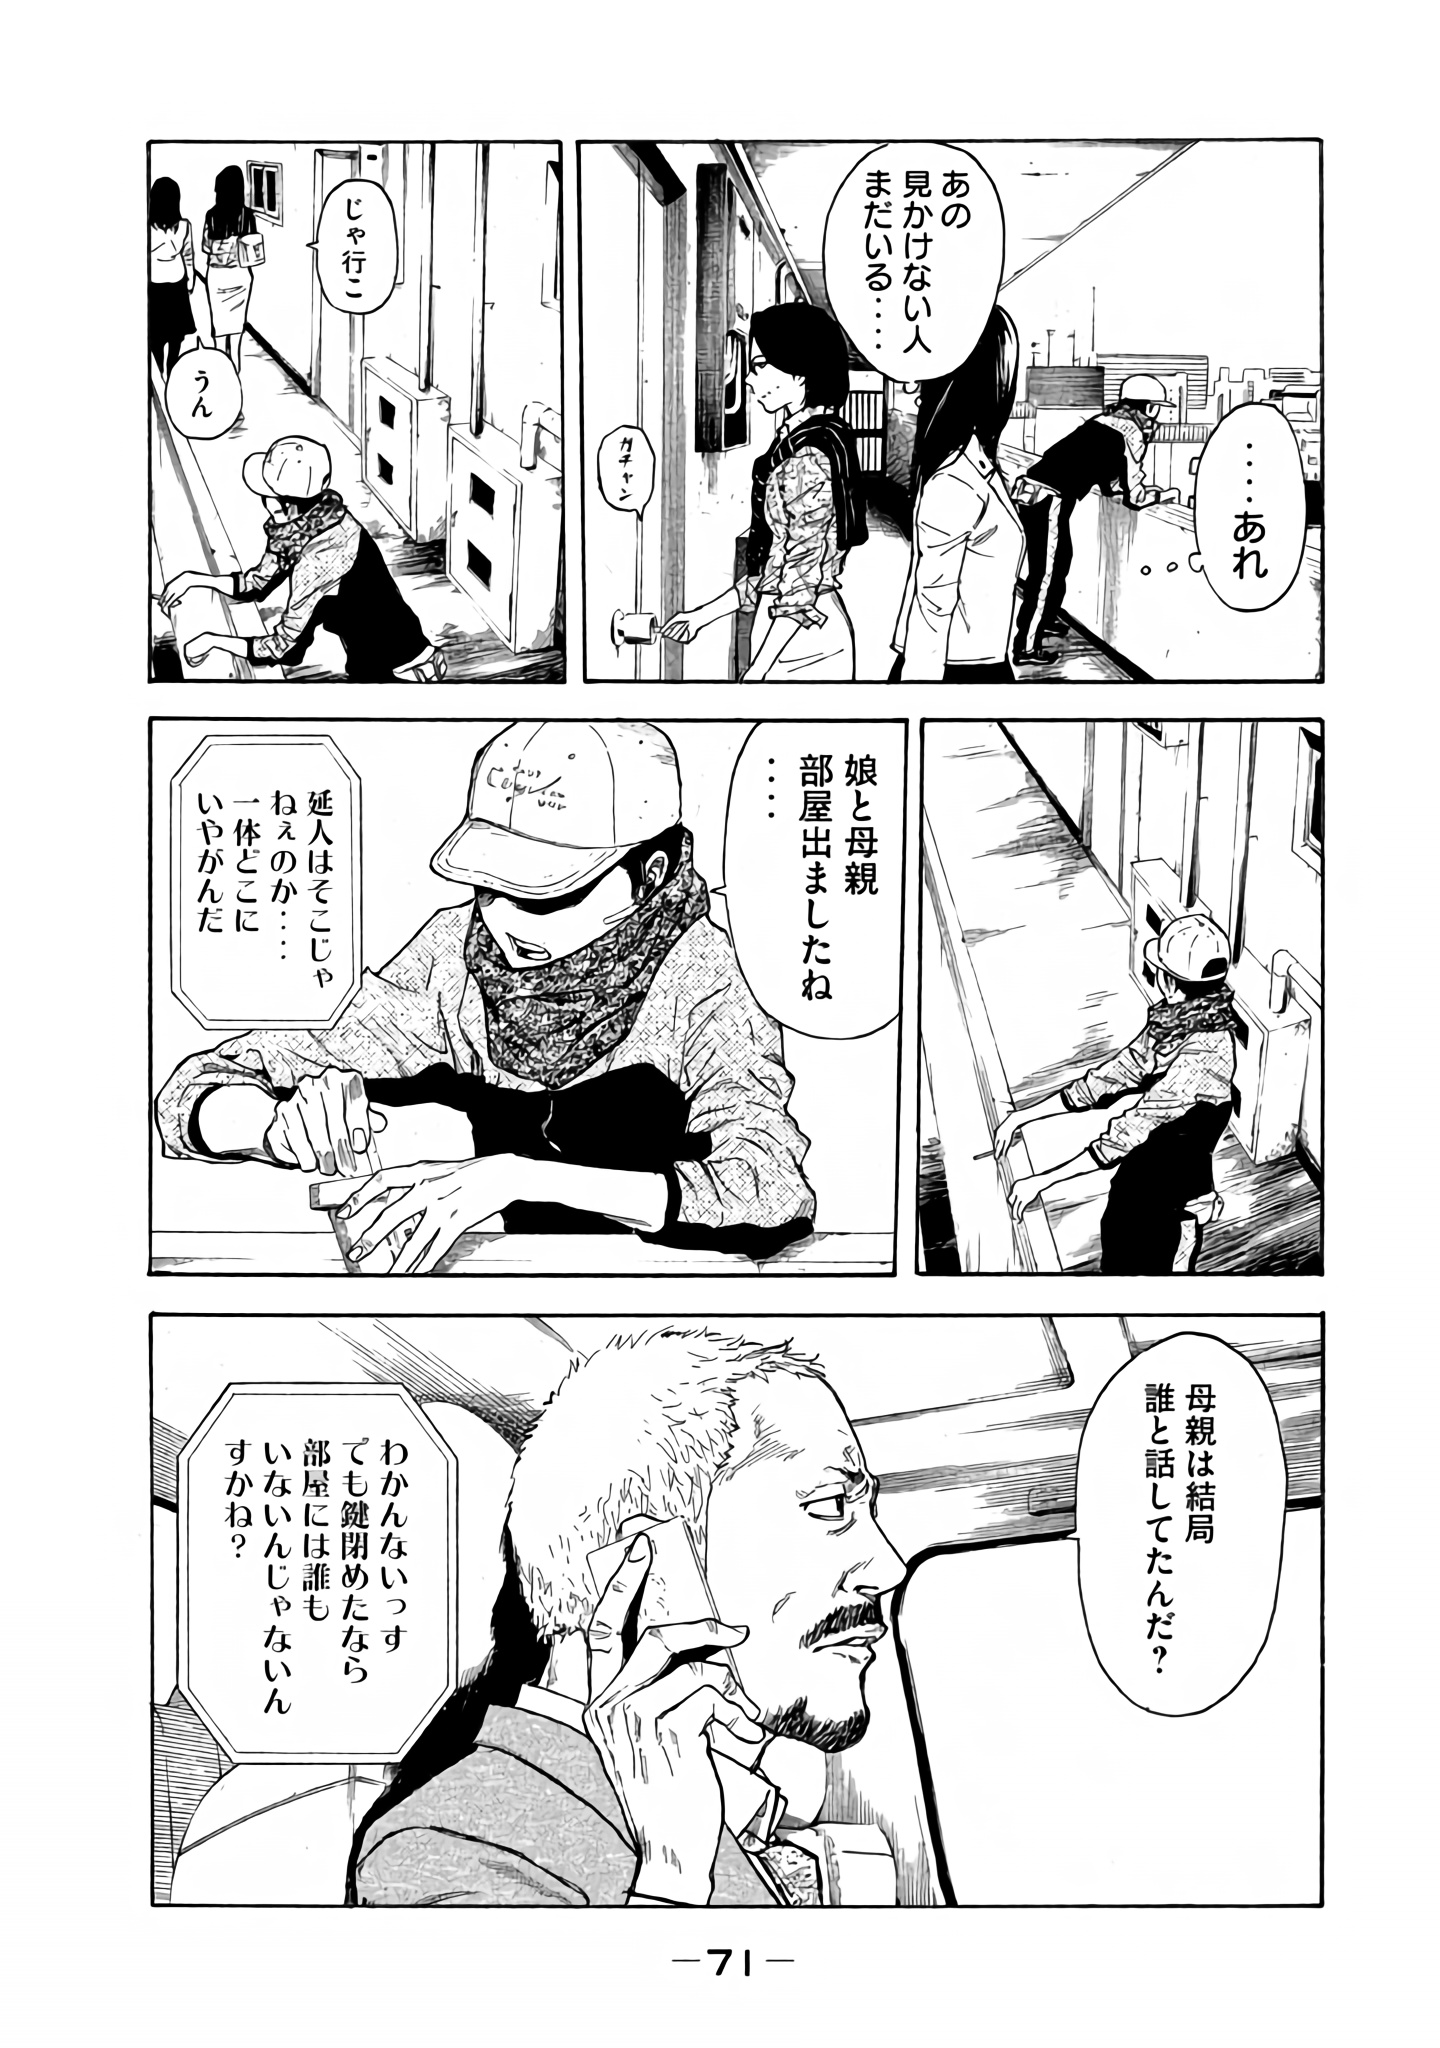 ‥‥あれ
あの
見かけない人
まだいる‥‥
ガチャン
じゃ行こ
うん
娘と母親
部屋出ましたね
‥‥
延人はそこじゃ
ねぇのか‥‥
一体どこに
いやがんだ
母親は結局
誰と話してたんだ？
わかんないっす
でも鍵閉めたなら
部屋には誰も
いないんじゃないん
すかね？
—71—